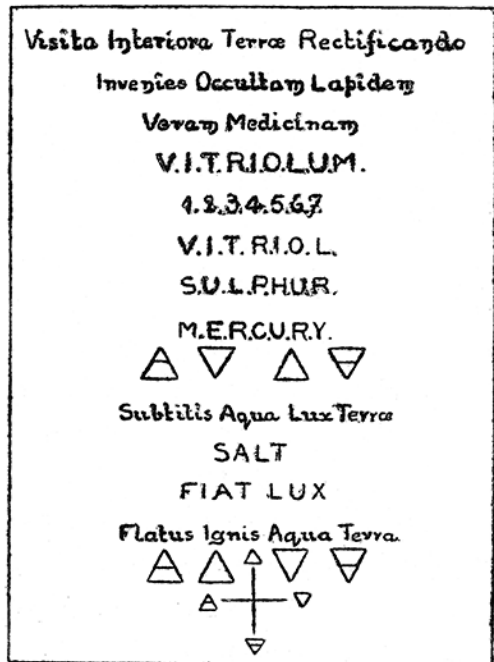 Visita Interiora Terræ Rectificando
Invenies Occultam Lapidem
Veram Medicinam
V.I.T.R.I.O.L.U.M.
1.2.3.4.5.6.7.
V.I.T.R.I.O.L.
S.U.L.P.H.U.R.
M.E.R.C.U.R.Y.
Subtilis Aqua Lux Terræ
SALT
FIAT LUX
Flatus Ignis Aqua Terra.